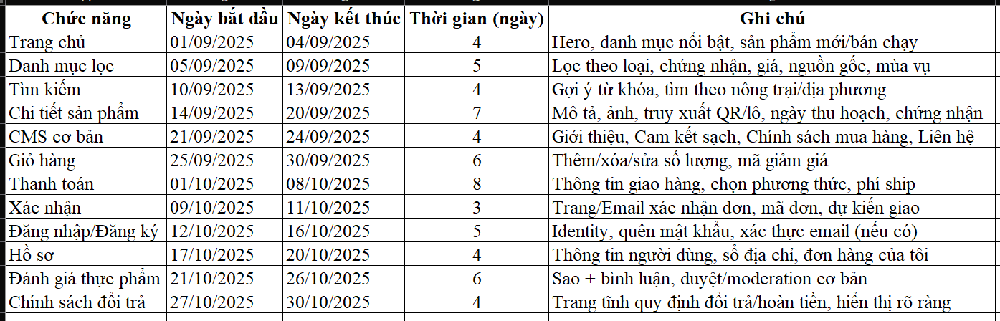 Chức năng Ngày bắt đầu Ngày kết thúc Thời gian (ngày) Ghi chú
Trang chủ 01/09/2025 04/09/2025 4 Hero, danh mục nổi bật, sản phẩm mới/bán chạy
Danh mục lọc 05/09/2025 09/09/2025 5 Lọc theo loại, chứng nhận, giá, nguồn gốc, mùa vụ
Tìm kiếm 10/09/2025 13/09/2025 4 Gợi ý từ khóa, tìm theo nông trại/địa phương
Chi tiết sản phẩm 14/09/2025 20/09/2025 7 Mô tả, ảnh, truy xuất QR/lô, ngày thu hoạch, chứng nhận
CMS cơ bản 21/09/2025 24/09/2025 4 Giới thiệu, Cam kết sạch, Chính sách mua hàng, Liên hệ
Giỏ hàng 25/09/2025 30/09/2025 6 Thêm/xóa/sửa số lượng, mã giảm giá
Thanh toán 01/10/2025 08/10/2025 8 Thông tin giao hàng, chọn phương thức, phí ship
Xác nhận 09/10/2025 11/10/2025 3 Trang/Email xác nhận đơn, mã đơn, dự kiến giao
Đăng nhập/Đăng ký 12/10/2025 16/10/2025 5 Identity, quên mật khẩu, xác thực email (nếu có)
Hồ sơ 17/10/2025 20/10/2025 4 Thông tin người dùng, sổ địa chỉ, đơn hàng của tôi
Đánh giá thực phẩm 21/10/2025 26/10/2025 6 Sao + bình luận, duyệt/moderation cơ bản
Chính sách đổi trả 27/10/2025 30/10/2025 4 Trang tĩnh quy định đổi trả/hoàn tiền, hiển thị rõ ràng